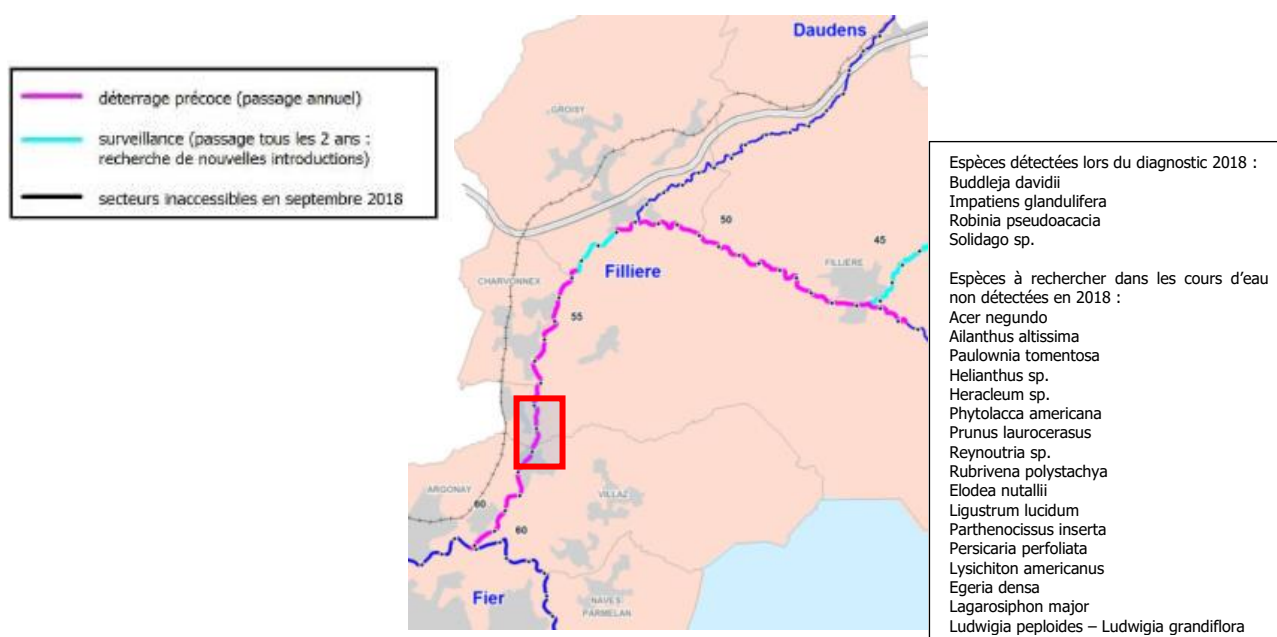 déterrage précoce (passage annuel)
surveillance (passage tous les 2 ans :
recherche de nouvelles introductions)
secteurs inaccessibles en septembre 2018
Daudens
GROISY
50
45
FILLIERE
Filliere
CHARVONNEX
55
ARGONAY
60
60
VILLAZ
Fier
NAVES
PARMELAN
Espèces détectées lors du diagnostic 2018 :
Buddleja davidii
Impatiens glandulifera
Robinia pseudoacacia
Solidago sp.
Espèces à rechercher dans les cours d’eau
non détectées en 2018 :
Acer negundo
Ailanthus altissima
Paulownia tomentosa
Helianthus sp.
Heracleum sp.
Phytolacca americana
Prunus laurocerasus
Reynoutria sp.
Rubrivena polystachya
Elodea nutallii
Ligustrum lucidum
Parthenocissus inserta
Persicaria perfoliata
Lysichiton americanus
Egeria densa
Lagarosiphon major
Ludwigia peploides – Ludwigia grandiflora